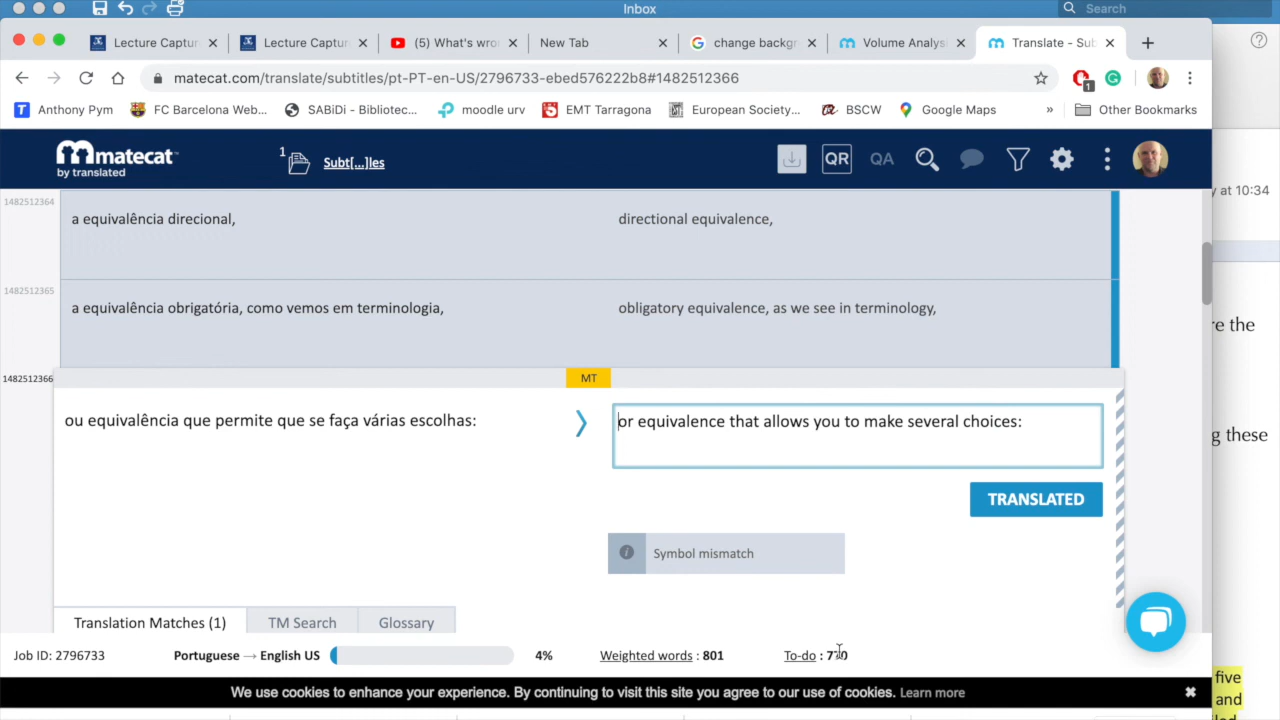 Inbox
Search
Lecture Captur
Lecture Captur
(5) What's wro
New Tab
change backg
Volume Analys
Translate - Sub
matecat.com/translate/subtitles/pt-PT-en-US/2796733-ebed576222b8#1482512366
1
Anthony Pym
FC Barcelona Web...
SABiDi - Bibliotec...
moodle urv
EMT Tarragona
European Society...
BSCW
Google Maps
»
Other Bookmarks
matecat
by translated
1
Subt[...]les
QR
QA
y at 10:34
1482512364
a equivalência direcional,
directional equivalence,
1482512365
a equivalência obrigatória, como vemos em terminologia,
obligatory equivalence, as we see in terminology,
re the
1482512366
MT
ou equivalência que permite que se faça várias escolhas:
or equivalence that allows you to make several choices:
g these
TRANSLATED
Symbol mismatch
Translation Matches (1)
TM Search
Glossary
Job ID: 2796733
Portuguese → English US
4%
Weighted words : 801
To-do :
five
and
We use cookies to enhance your experience. By continuing to visit this site you agree to our use of cookies. Learn more